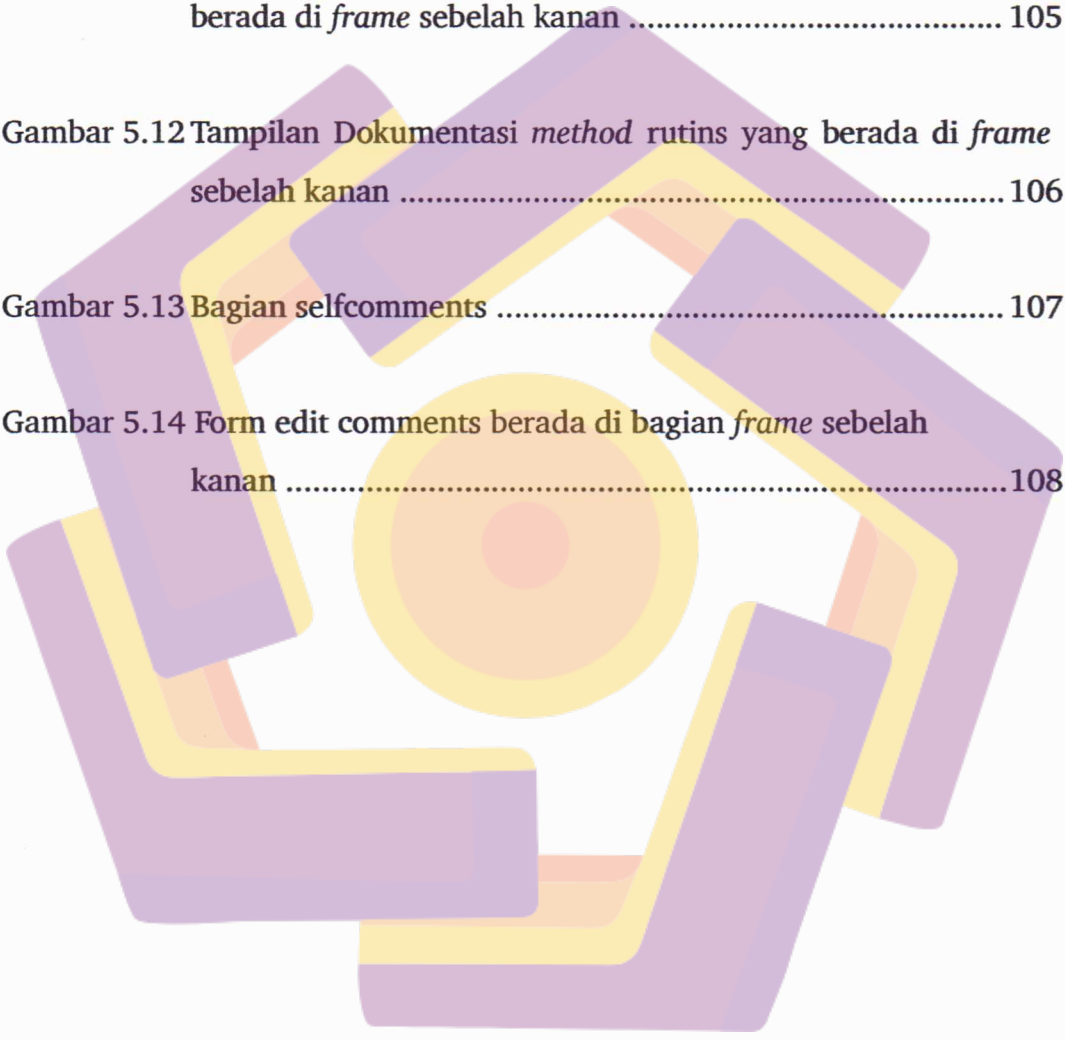 berada di frame sebelah kanan .......................................... 105
Gambar 5.12 Tampilan Dokumentasi method rutins yang berada di frame
sebelah kanan .................................................................... 106
Gambar 5.13 Bagian selfcomments ......................................................... 107
Gambar 5.14 Form edit comments berada di bagian frame sebelah
kanan .................................................................................. 108